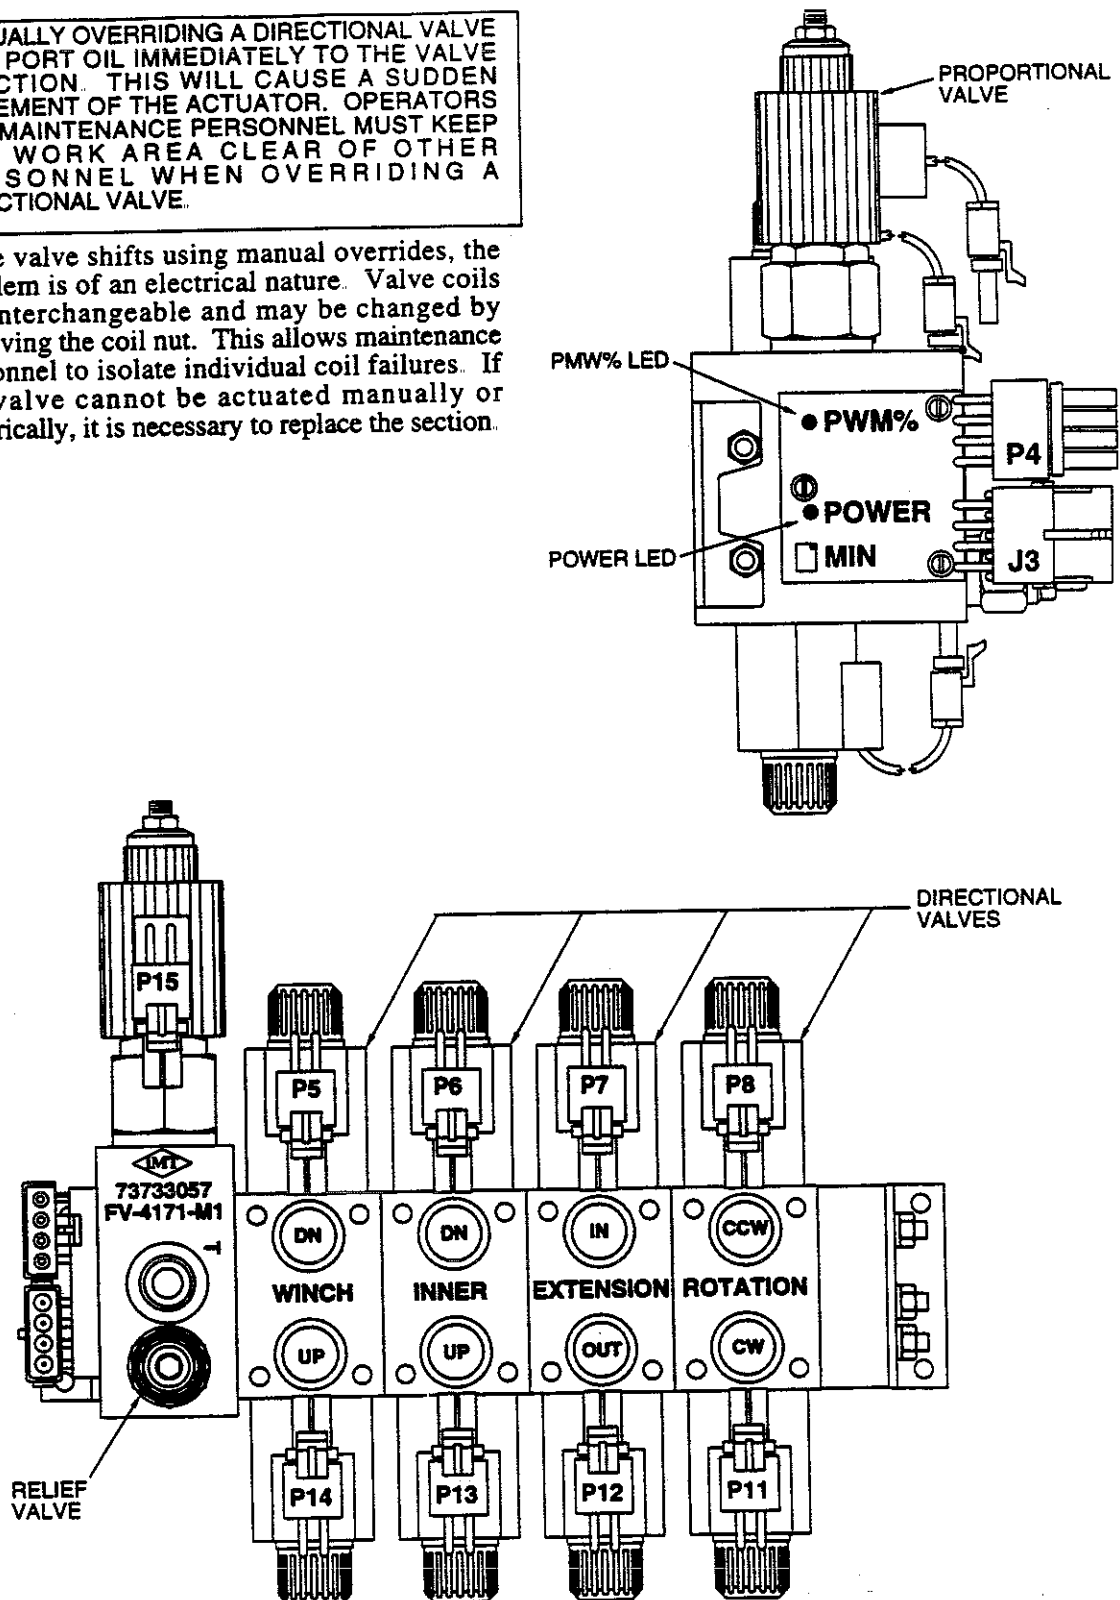 UALLY OVERRIDING A DIRECTIONAL VALVE
PORT OIL IMMEDIATELY TO THE VALVE
CTION. THIS WILL CAUSE A SUDDEN
EMENT OF THE ACTUATOR. OPERATORS
MAINTENANCE PERSONNEL MUST KEEP
WORK AREA CLEAR OF OTHER
SONNEL WHEN OVERRIDING A
CTIONAL VALVE.
e valve shifts using manual overrides, the
lem is of an electrical nature. Valve coils
nterchangeable and may be changed by
ving the coil nut. This allows maintenance
onnel to isolate individual coil failures. If
valve cannot be actuated manually or
rically, it is necessary to replace the section.
PROPORTIONAL
VALVE
PMW% LED
PWM%
P4
POWER
POWER LED
MIN
J3
DIRECTIONAL
VALVES
P15
P5
P6
P7
P8
IMT
73733057
FV-4171-M1
T
DN
DN
IN
CCW
WINCH
INNER
EXTENSION
ROTATION
UP
UP
OUT
CW
RELIEF
VALVE
P14
P13
P12
P11